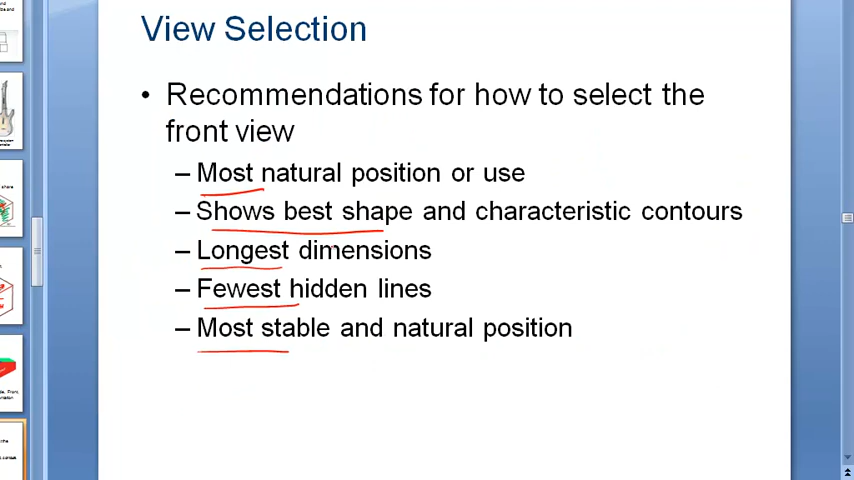 View Selection
• Recommendations for how to select the
front view
– Most natural position or use
– Shows best shape and characteristic contours
– Longest dimensions
– Fewest hidden lines
– Most stable and natural position